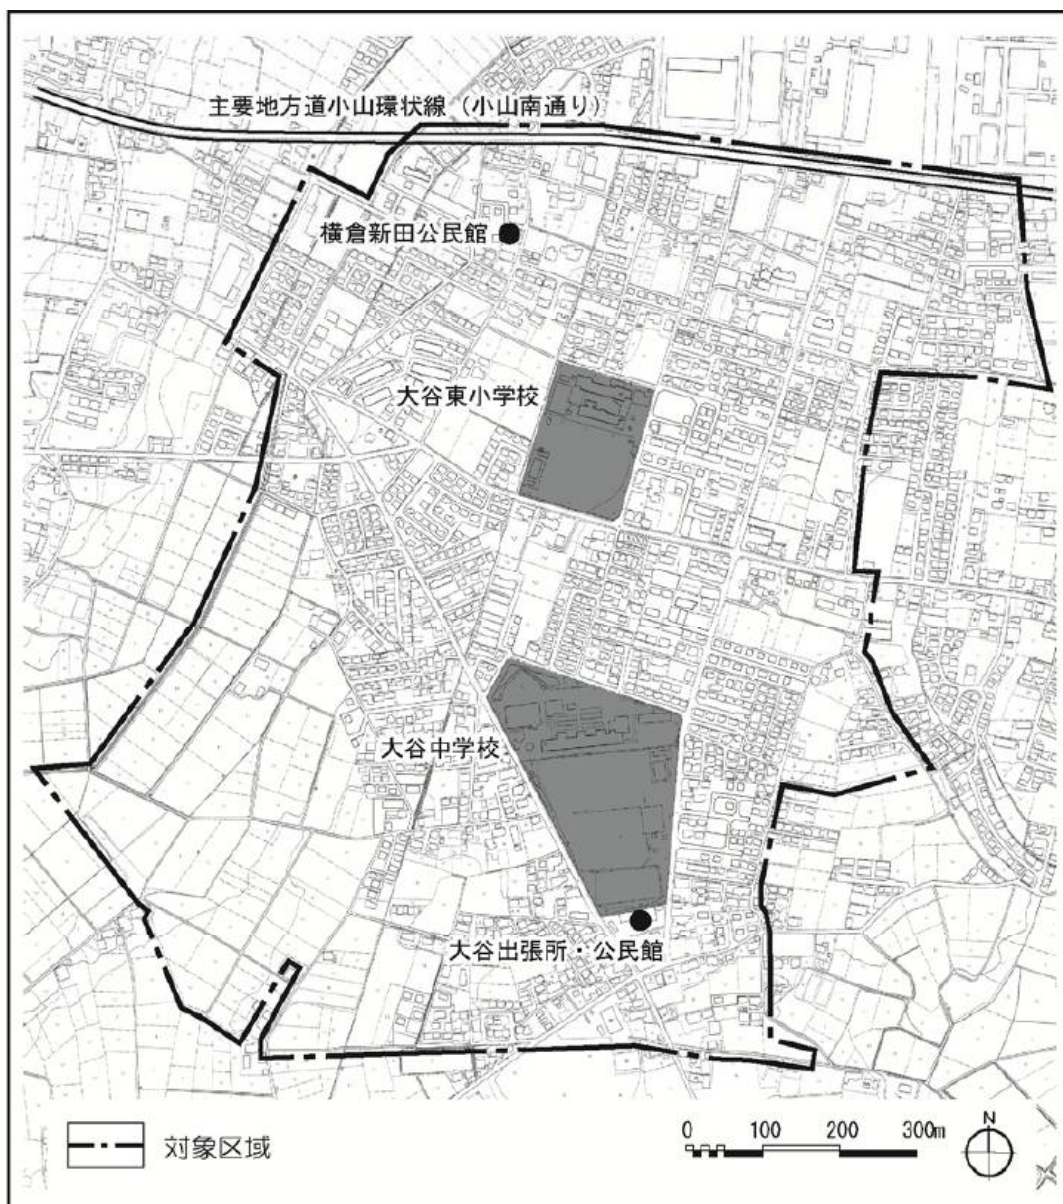 主要地方道小山環状線（小山南通り）
横倉新田公民館
大谷東小学校
大谷中学校
大谷出張所・公民館
対象区域
0 100 200 300m
N